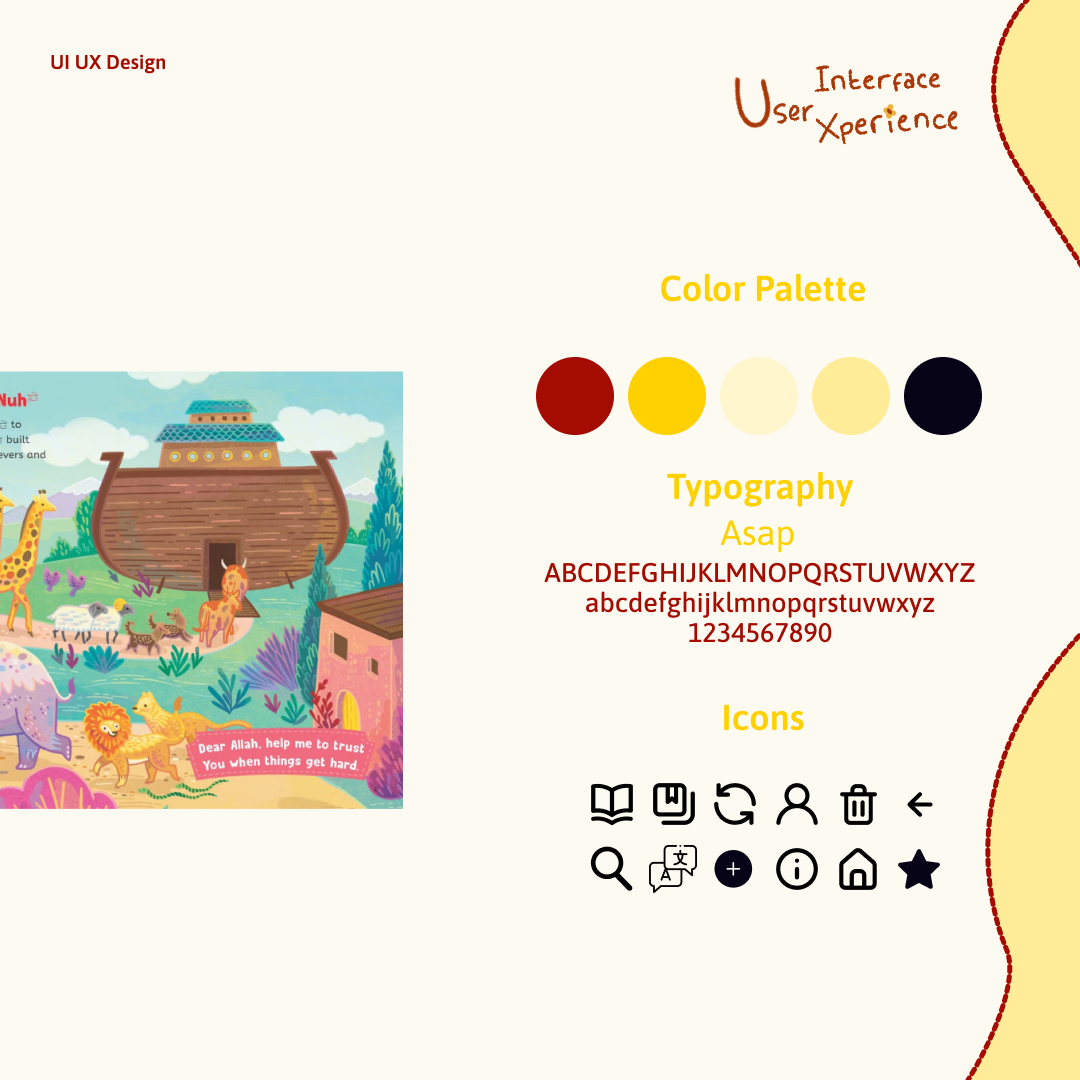 UI UX Design
User
Interface
Xperience
Color Palette
Nuh
to
built
evers and
Typography
Asap
ABCDEFGHIJKLMNOPQRSTUVWXYZ
abcdefghijklmnopqrstuvwxyz
1234567890
Icons
Dear Allah, help me to trust
You when things get hard.
文
A